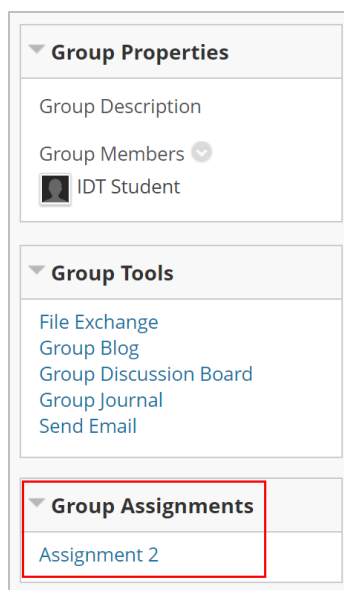 Group Properties
Group Description
Group Members
IDT Student
Group Tools
File Exchange
Group Blog
Group Discussion Board
Group Journal
Send Email
Group Assignments
Assignment 2